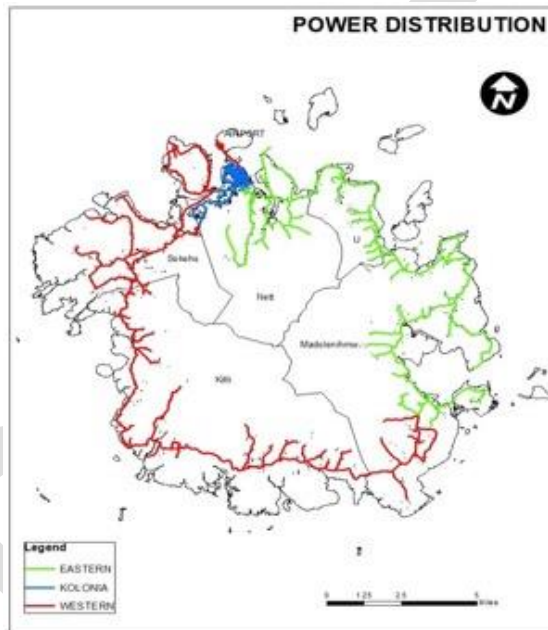 POWER DISTRIBUTION
N
AIRPORT
Sokehs
U
Nett
Madolenihmw
Kitti
Legend
EASTERN
KOLONIA
WESTERN
0 1.25 2.5 5
Miles